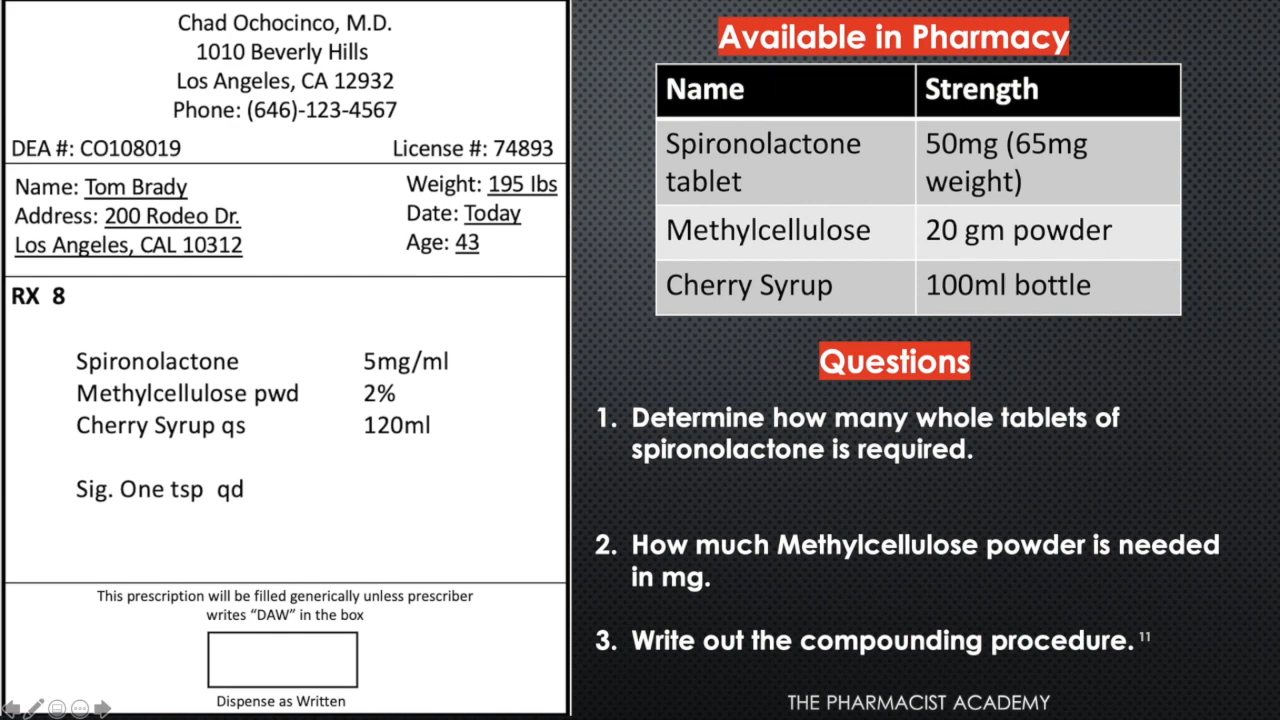 Chad Ochocinco, M.D.
1010 Beverly Hills
Los Angeles, CA 12932
Phone: (646)-123-4567
DEA #: CO108019
License #: 74893
Name: Tom Brady
Address: 200 Rodeo Dr.
Los Angeles, CAL 10312
Weight: 195 lbs
Date: Today
Age: 43
RX 8
Spironolactone 5mg/ml
Methylcellulose pwd 2%
Cherry Syrup qs 120ml
Sig. One tsp qd
This prescription will be filled generically unless prescriber
writes “DAW” in the box
Dispense as Written
Available in Pharmacy
Name Strength
Spironolactone
tablet
50mg (65mg
weight)
Methylcellulose 20 gm powder
Cherry Syrup 100ml bottle
Questions
1. Determine how many whole tablets of
spironolactone is required.
2. How much Methylcellulose powder is needed
in mg.
3. Write out the compounding procedure. 11
THE PHARMACIST ACADEMY